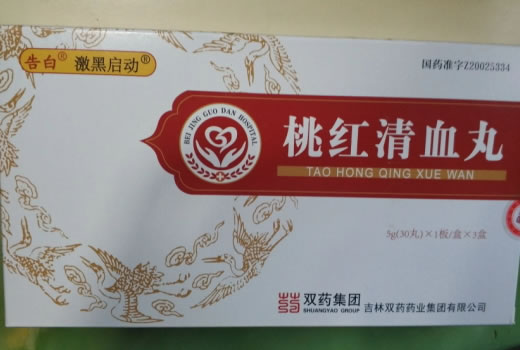 告白® 激黑启动®
国药准字Z20025334
BEI JING GUO DAN HOSPITAL
桃红清血丸
TAO HONG QING XUE WAN
5g(30丸)×1板/盒×3盒
双药集团
SHUANGYAO GROUP
吉林双药药业集团有限公司